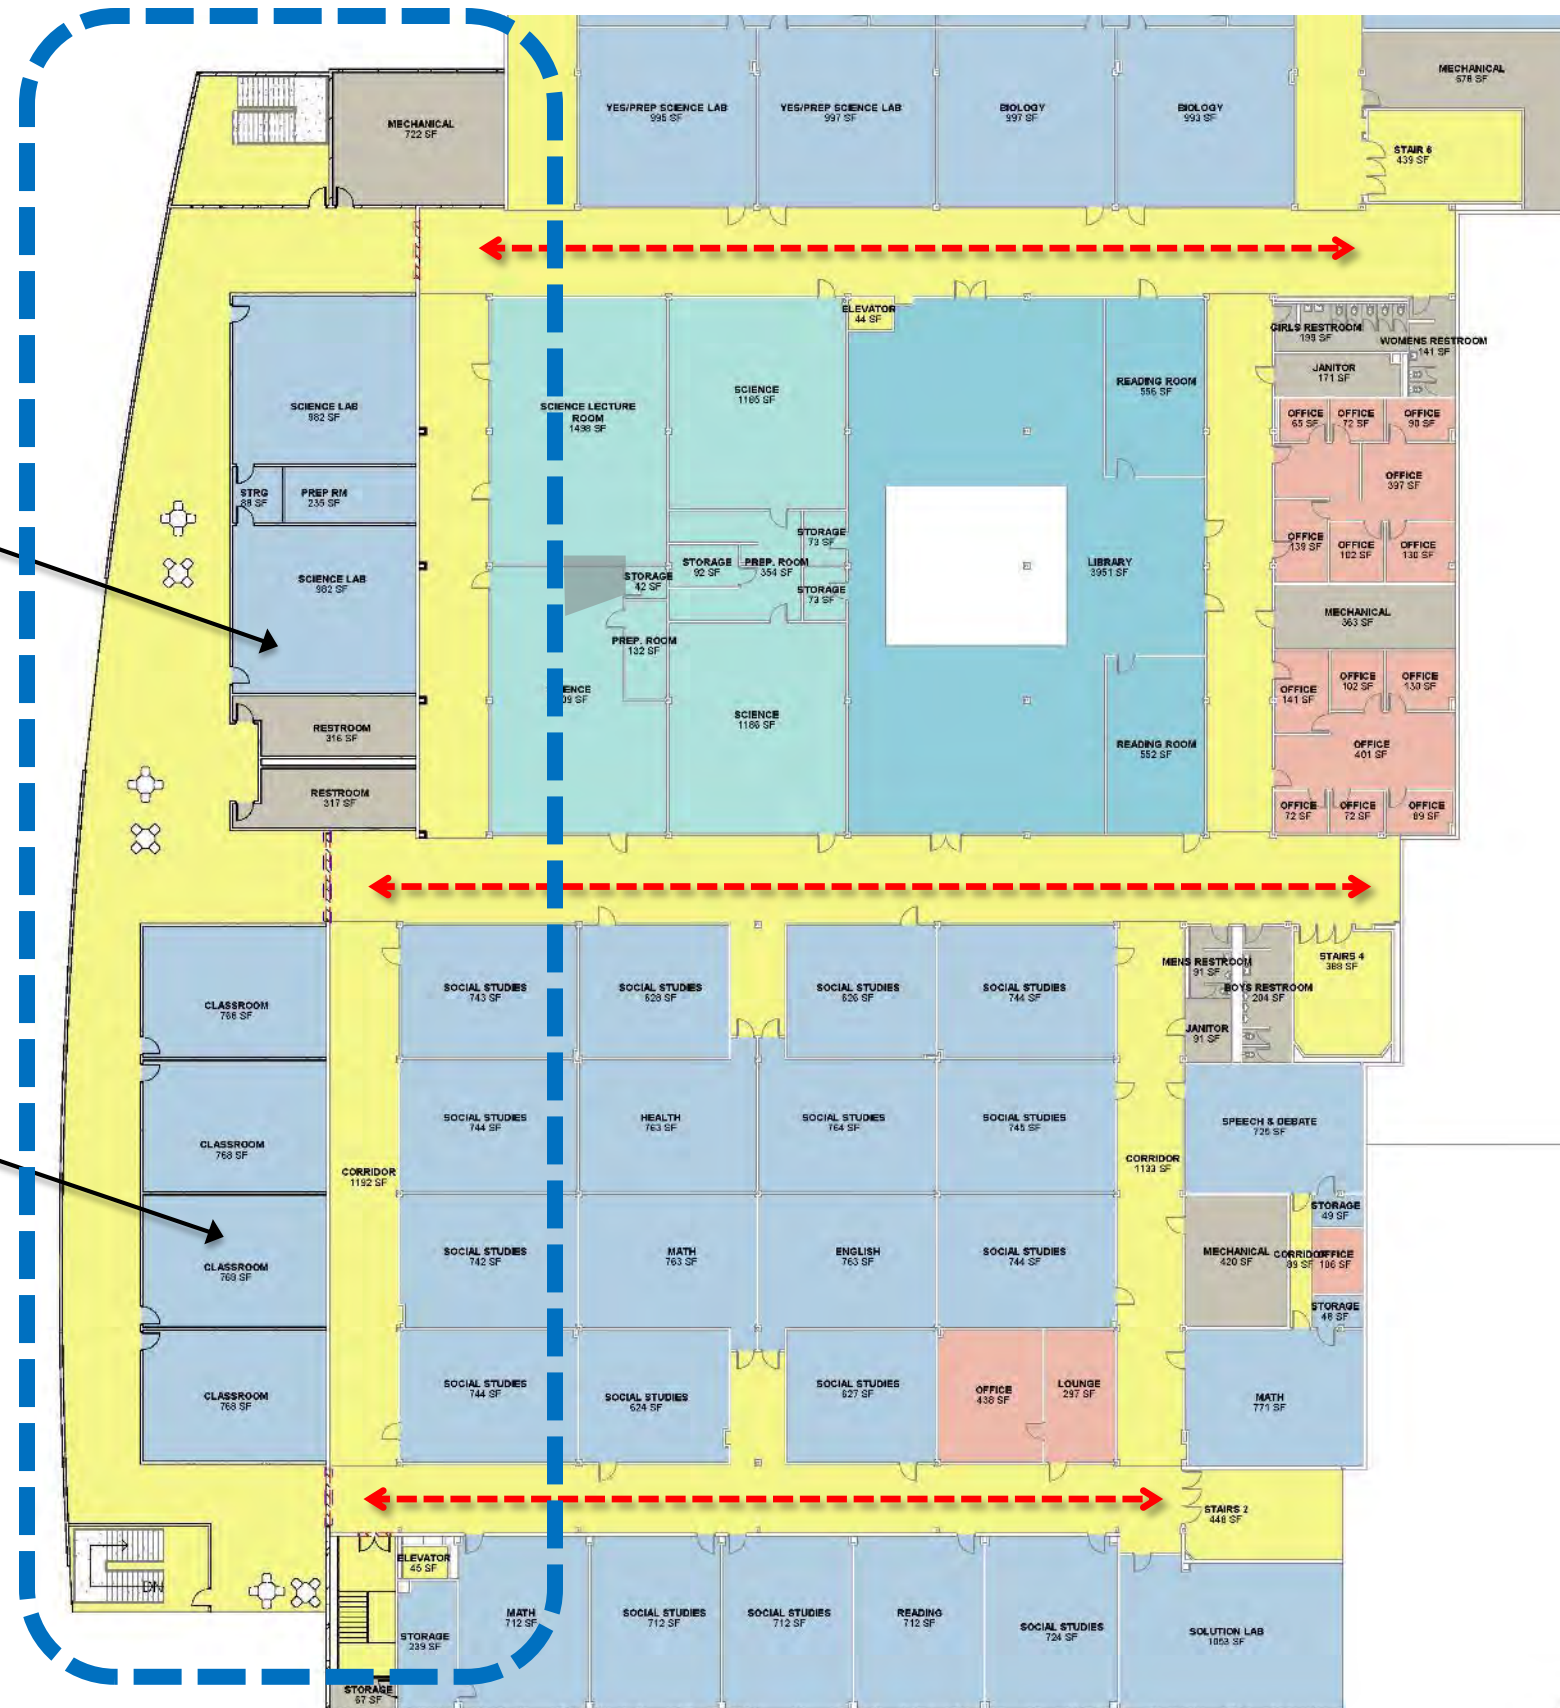 MECHANICAL
722 SF
YES/PREP SCIENCE LAB
995 SF
YES/PREP SCIENCE LAB
997 SF
BIOLOGY
997 SF
BIOLOGY
993 SF
MECHANICAL
678 SF
STAIR 6
439 SF
SCIENCE LAB
982 SF
STRG
88 SF
PREP RM
235 SF
SCIENCE LAB
982 SF
RESTROOM
316 SF
RESTROOM
317 SF
SCIENCE LECTURE
ROOM
1498 SF
SCIENCE
1185 SF
ELEVATOR
44 SF
READING ROOM
556 SF
STORAGE
73 SF
STORAGE
92 SF
PREP. ROOM
354 SF
STORAGE
42 SF
STORAGE
73 SF
LIBRARY
3951 SF
PREP. ROOM
132 SF
SCIENCE
1186 SF
READING ROOM
552 SF
GIRLS RESTROOM
199 SF
WOMENS RESTROOM
141 SF
JANITOR
171 SF
OFFICE
65 SF
OFFICE
72 SF
OFFICE
90 SF
OFFICE
397 SF
OFFICE
139 SF
OFFICE
102 SF
OFFICE
130 SF
MECHANICAL
363 SF
OFFICE
141 SF
OFFICE
102 SF
OFFICE
130 SF
OFFICE
401 SF
OFFICE
72 SF
OFFICE
72 SF
OFFICE
89 SF
CLASSROOM
766 SF
CLASSROOM
768 SF
CLASSROOM
769 SF
CLASSROOM
768 SF
CORRIDOR
1192 SF
SOCIAL STUDIES
743 SF
SOCIAL STUDIES
628 SF
SOCIAL STUDIES
626 SF
SOCIAL STUDIES
744 SF
SOCIAL STUDIES
744 SF
HEALTH
763 SF
SOCIAL STUDIES
764 SF
SOCIAL STUDIES
745 SF
SOCIAL STUDIES
742 SF
MATH
763 SF
ENGLISH
763 SF
SOCIAL STUDIES
744 SF
SOCIAL STUDIES
744 SF
SOCIAL STUDIES
624 SF
SOCIAL STUDIES
627 SF
OFFICE
438 SF
LOUNGE
297 SF
CORRIDOR
1133 SF
MENS RESTROOM
91 SF
BOYS RESTROOM
204 SF
JANITOR
91 SF
STAIRS 4
388 SF
SPEECH & DEBATE
725 SF
MECHANICAL
420 SF
STORAGE
49 SF
CORRIDOR
89 SF
OFFICE
106 SF
STORAGE
48 SF
MATH
771 SF
STAIRS 2
448 SF
DN
ELEVATOR
45 SF
STORAGE
239 SF
STORAGE
67 SF
MATH
712 SF
SOCIAL STUDIES
712 SF
SOCIAL STUDIES
712 SF
READING
712 SF
SOCIAL STUDIES
724 SF
SOLUTION LAB
1053 SF